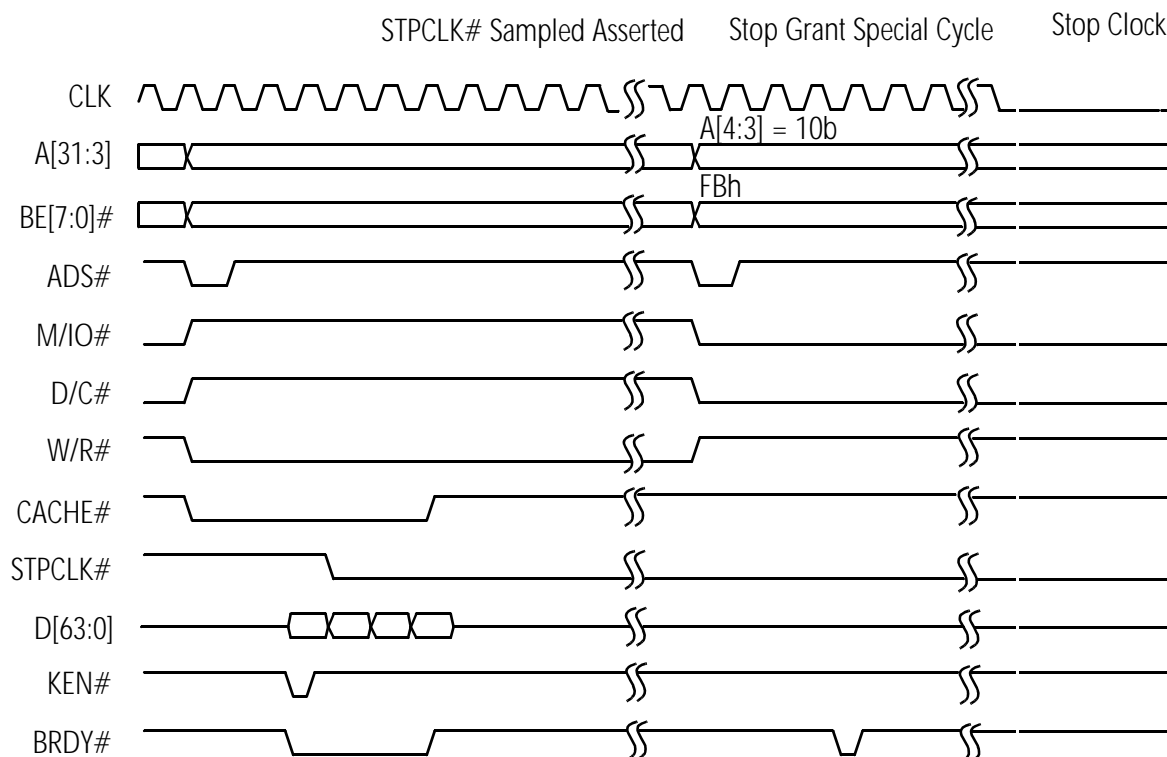 STPCLK# Sampled Asserted Stop Grant Special Cycle Stop Clock
CLK
A[4:3] = 10b
A[31:3]
FBh
BE[7:0]#
ADS#
M/IO#
D/C#
W/R#
CACHE#
STPCLK#
D[63:0]
KEN#
BRDY#